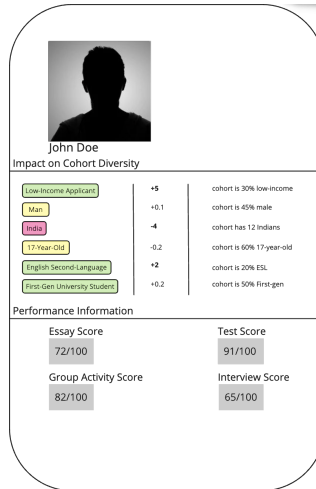 John Doe
Impact on Cohort Diversity
Low-Income Applicant +5 cohort is 30% low-income
Man +0.1 cohort is 45% male
India -4 cohort has 12 Indians
17-Year-Old -0.2 cohort is 60% 17-year-old
English Second-Language +2 cohort is 20% ESL
First-Gen University Student +0.2 cohort is 50% First-gen
Performance Information
Essay Score Test Score
72/100 91/100
Group Activity Score Interview Score
82/100 65/100